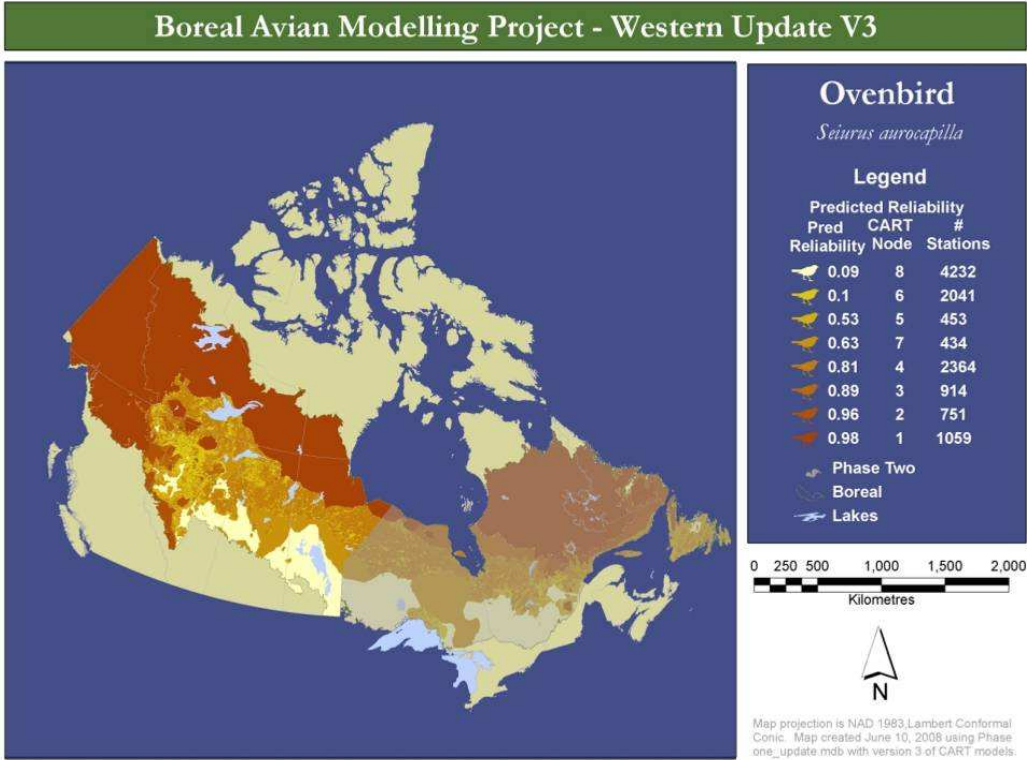 Boreal Avian Modelling Project - Western Update V3
Ovenbird
Seiurus aurocapilla
Legend
Predicted Reliability
Pred Reliability CART Node # Stations
0.09 8 4232
0.1 6 2041
0.53 5 453
0.63 7 434
0.81 4 2364
0.89 3 914
0.96 2 751
0.98 1 1059
Phase Two
Boreal
Lakes
0 250 500 1,000 1,500 2,000
Kilometres
N
Map projection is NAD 1983,Lambert Conformal
Conic. Map created June 10, 2008 using Phase
one_update.mdb with version 3 of CART models.